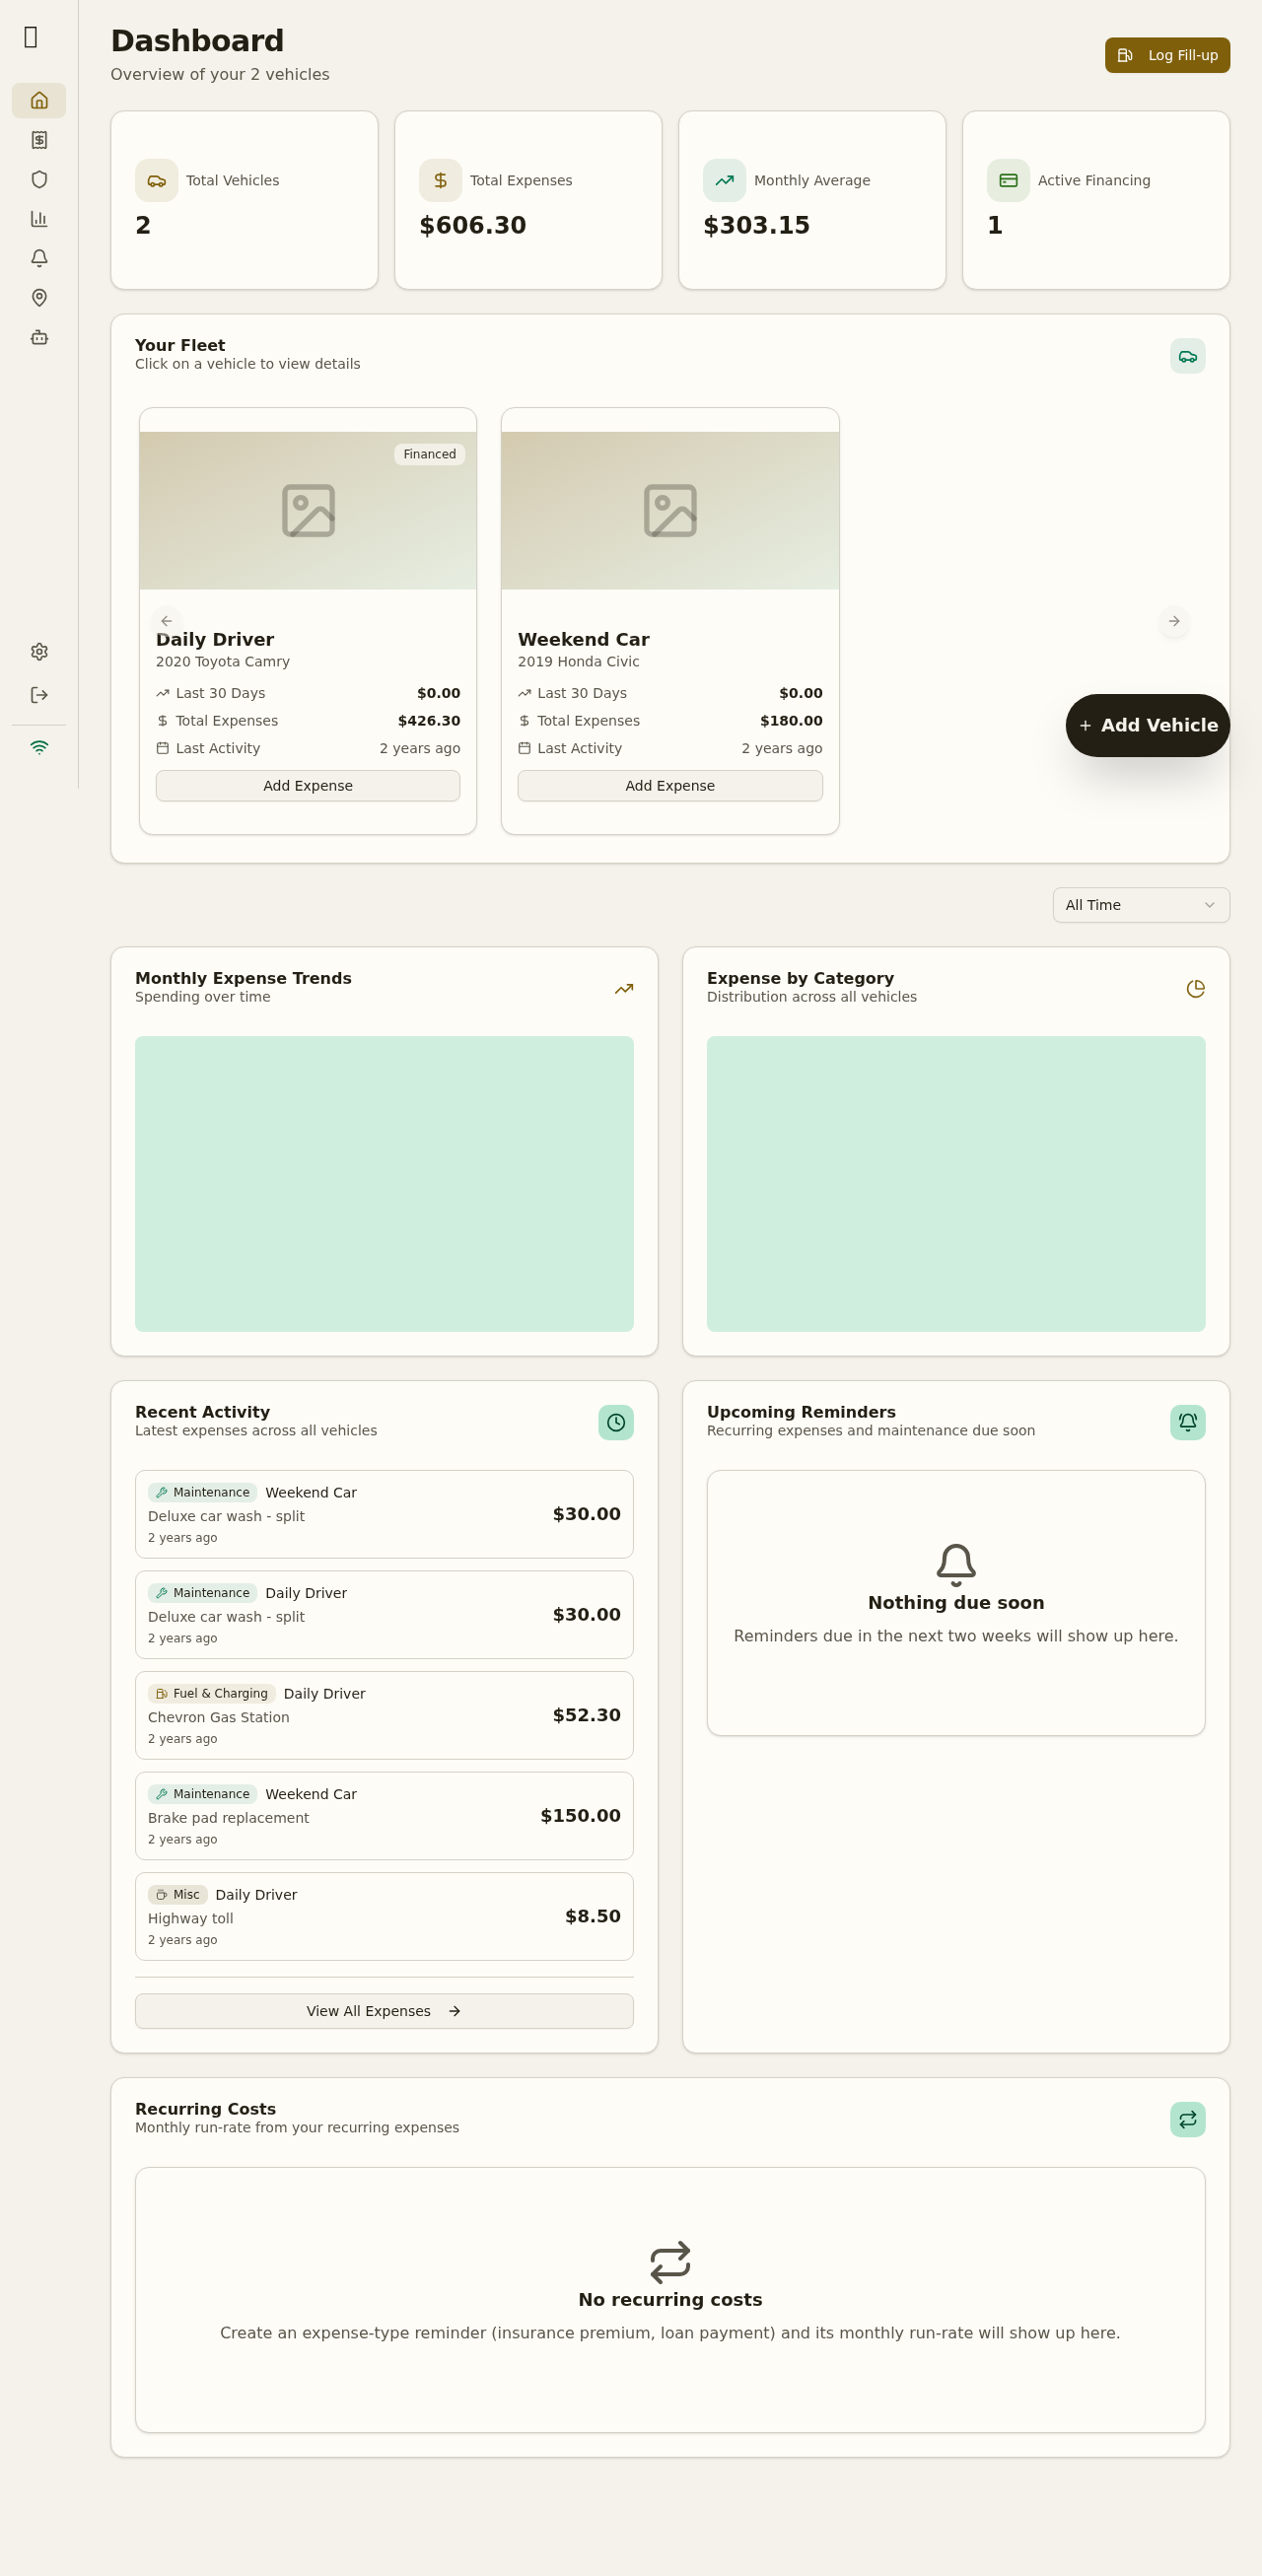 Dashboard
Overview of your 2 vehicles
Log Fill-up
Total Vehicles
2
Total Expenses
$606.30
Monthly Average
$303.15
Active Financing
1
Your Fleet
Click on a vehicle to view details
Financed
Daily Driver
2020 Toyota Camry
Last 30 Days $0.00
Total Expenses $426.30
Last Activity 2 years ago
Add Expense
Weekend Car
2019 Honda Civic
Last 30 Days $0.00
Total Expenses $180.00
Last Activity 2 years ago
Add Expense
Add Vehicle
All Time
Monthly Expense Trends
Spending over time
Expense by Category
Distribution across all vehicles
Recent Activity
Latest expenses across all vehicles
Maintenance Weekend Car
Deluxe car wash - split
2 years ago
$30.00
Maintenance Daily Driver
Deluxe car wash - split
2 years ago
$30.00
Fuel & Charging Daily Driver
Chevron Gas Station
2 years ago
$52.30
Maintenance Weekend Car
Brake pad replacement
2 years ago
$150.00
Misc Daily Driver
Highway toll
2 years ago
$8.50
View All Expenses
Upcoming Reminders
Recurring expenses and maintenance due soon
Nothing due soon
Reminders due in the next two weeks will show up here.
Recurring Costs
Monthly run-rate from your recurring expenses
No recurring costs
Create an expense-type reminder (insurance premium, loan payment) and its monthly run-rate will show up here.